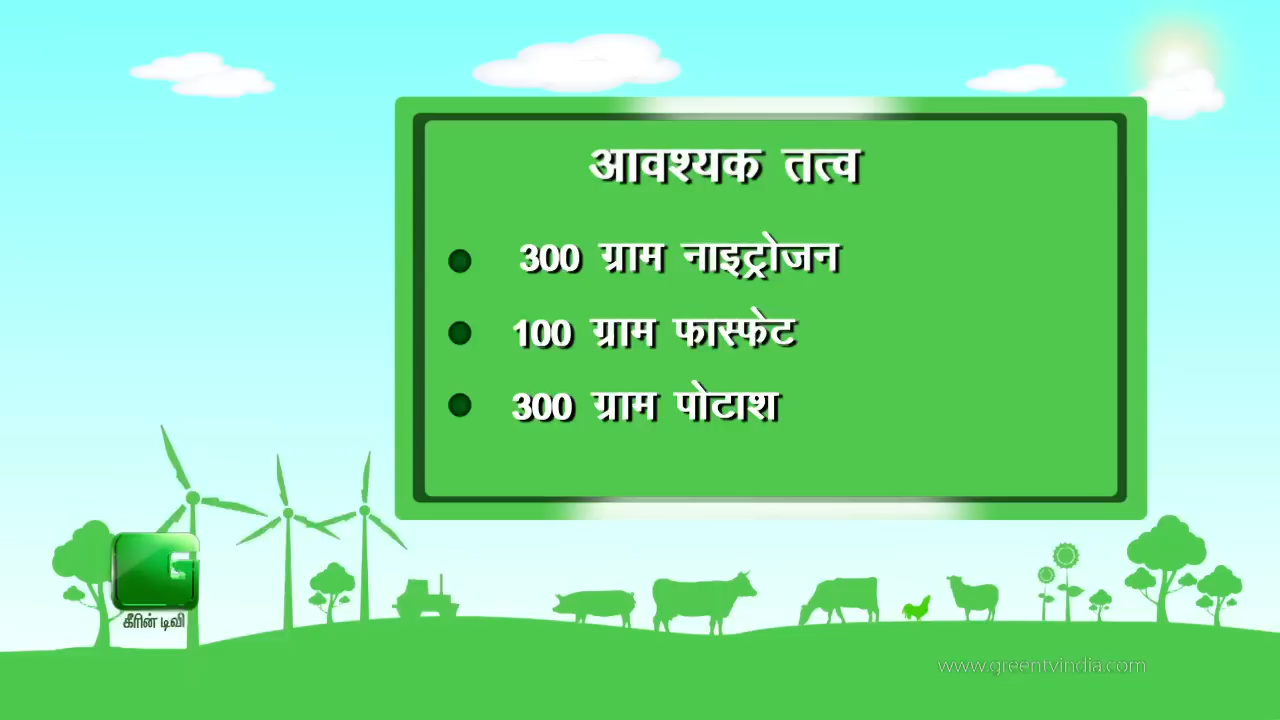 आवश्यक तत्व
300 ग्राम नाइट्रोजन
100 ग्राम फास्फेट
300 ग्राम पोटाश
கீரின் டிவி
www.greentvindia.com